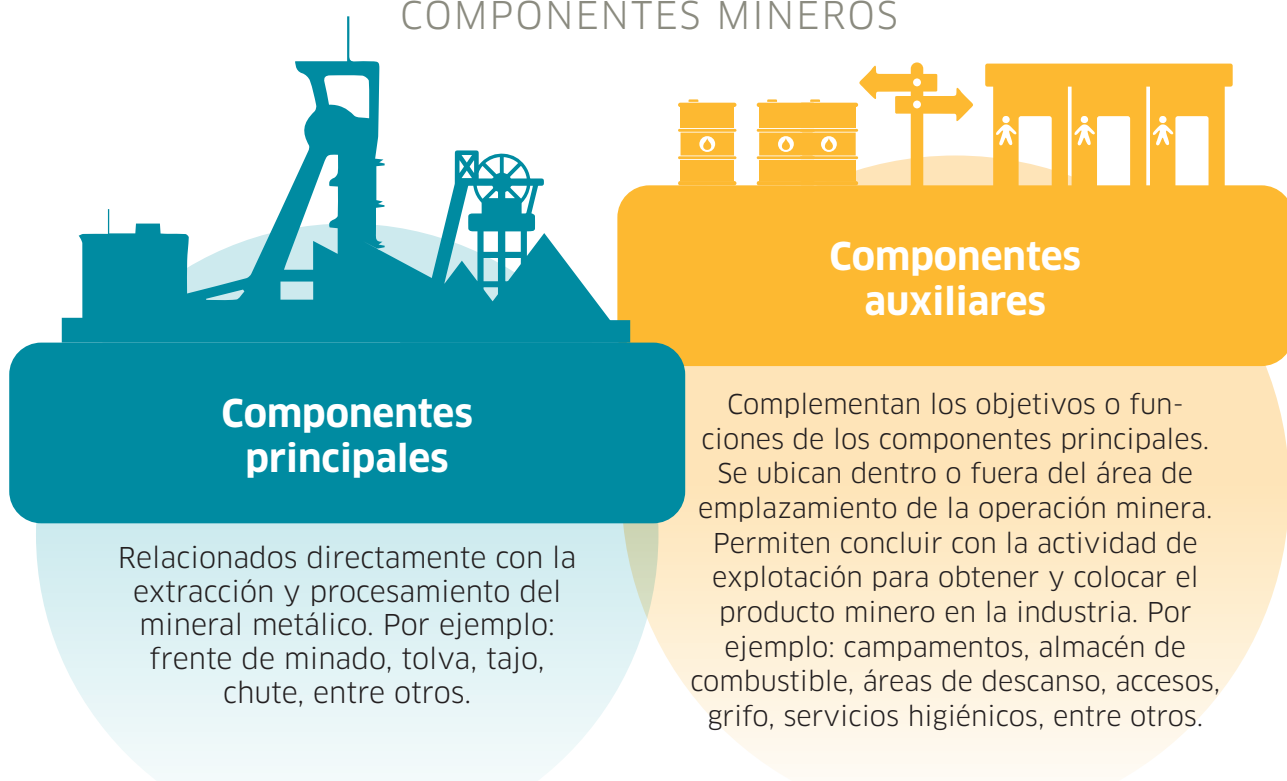 COMPONENTES MINEROS
Componentes
principales
Relacionados directamente con la
extracción y procesamiento del
mineral metálico. Por ejemplo:
frente de minado, tolva, tajo,
chute, entre otros.
Componentes
auxiliares
Complementan los objetivos o fun-
ciones de los componentes principales.
Se ubican dentro o fuera del área de
emplazamiento de la operación minera.
Permiten concluir con la actividad de
explotación para obtener y colocar el
producto minero en la industria. Por
ejemplo: campamentos, almacén de
combustible, áreas de descanso, accesos,
grifo, servicios higiénicos, entre otros.